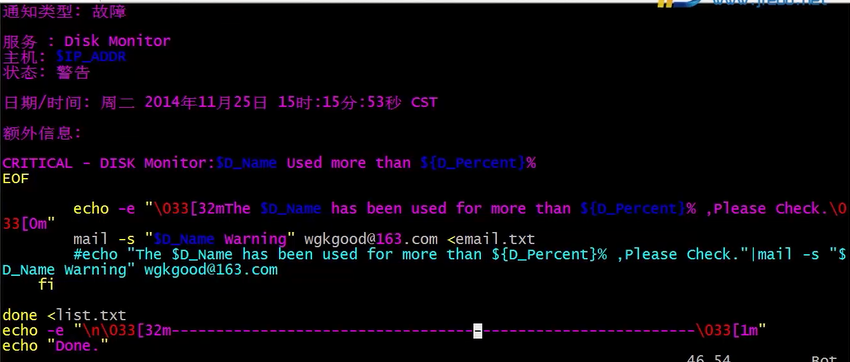 通知类型: 故障
服务 : Disk Monitor
主机: $IP_ADDR
状态: 警告
日期/时间: 周二 2014年11月25日 15时:15分:53秒 CST
额外信息:
CRITICAL - DISK Monitor:$D_Name Used more than ${D_Percent}%
EOF
echo -e "\033[32mThe $D_Name has been used for more than ${D_Percent}% ,Please Check.\0
33[0m"
mail -s "$D_Name Warning" wgkgood@163.com <email.txt
#echo "The $D_Name has been used for more than ${D_Percent}% ,Please Check."|mail -s "$
D_Name Warning" wgkgood@163.com
fi
done <list.txt
echo -e "\n\033[32m------------------------------------------------------------\033[1m"
echo "Done."
46,54 Bot